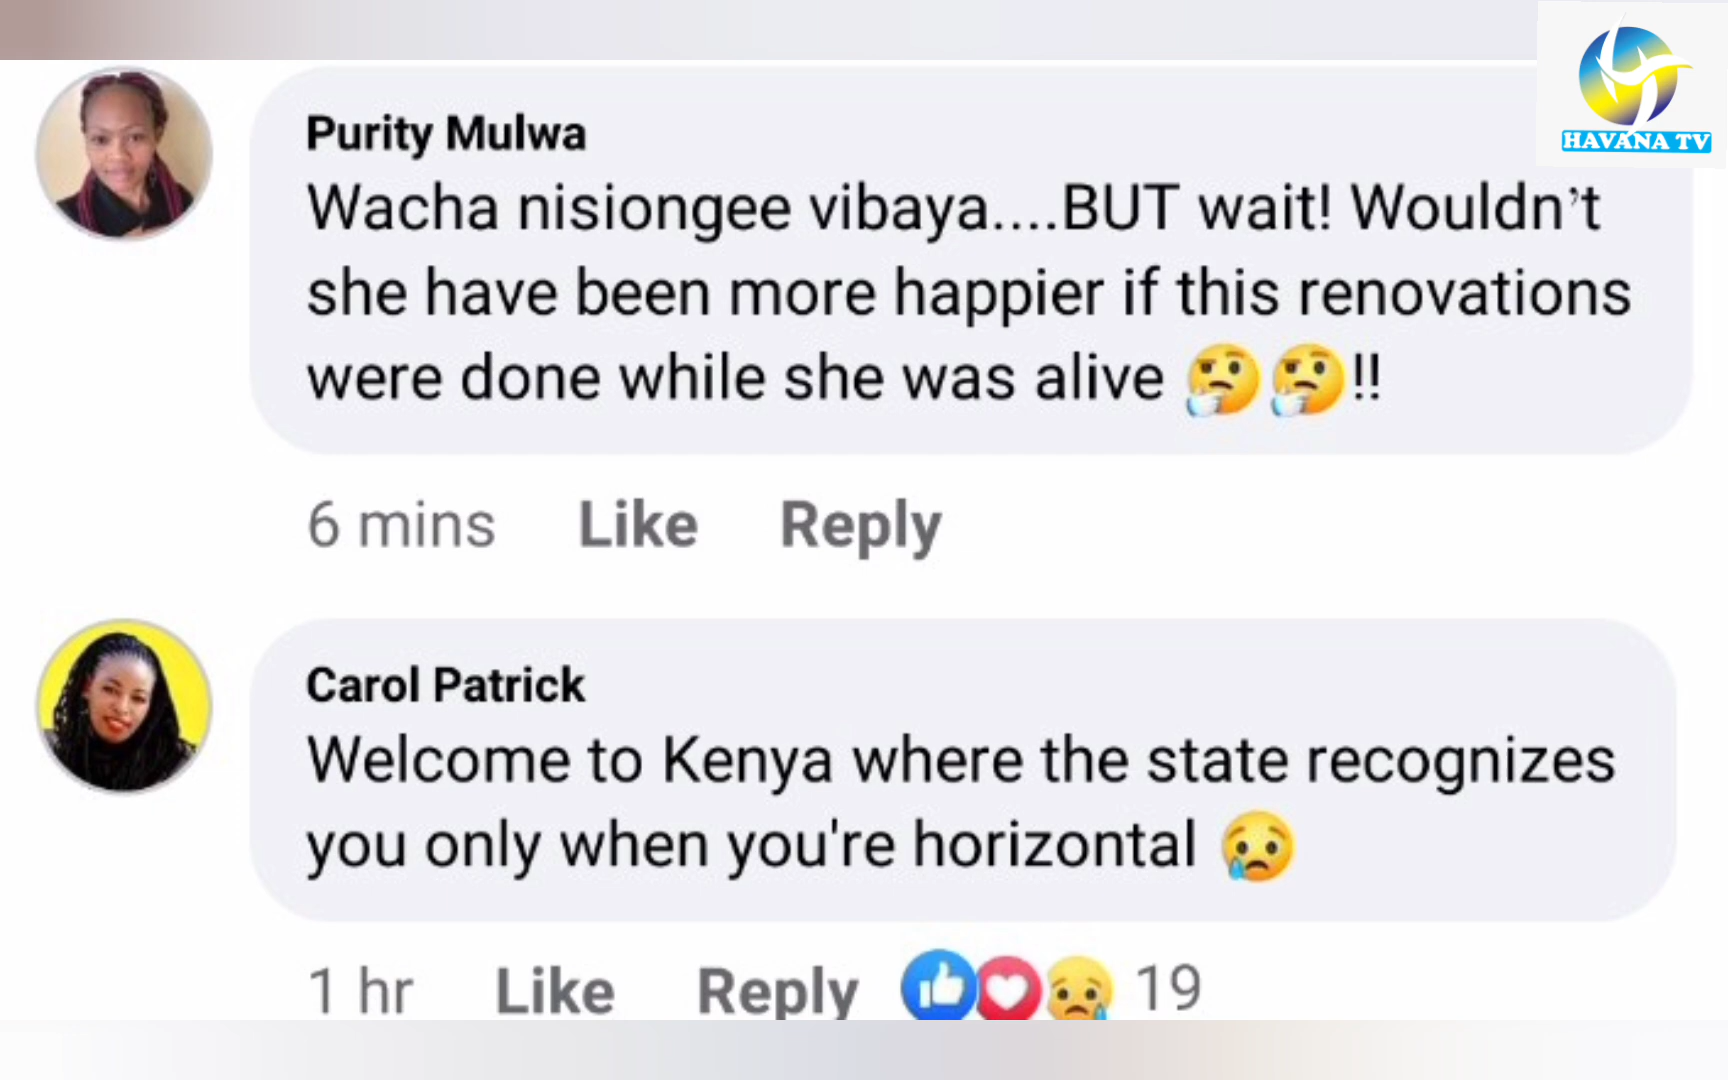 HAVANA TV
Purity Mulwa
Wacha nisiongee vibaya....BUT wait! Wouldn't
she have been more happier if this renovations
were done while she was alive 🤔🤔!!
6 mins Like Reply
Carol Patrick
Welcome to Kenya where the state recognizes
you only when you're horizontal 😢
1 hr Like Reply 19